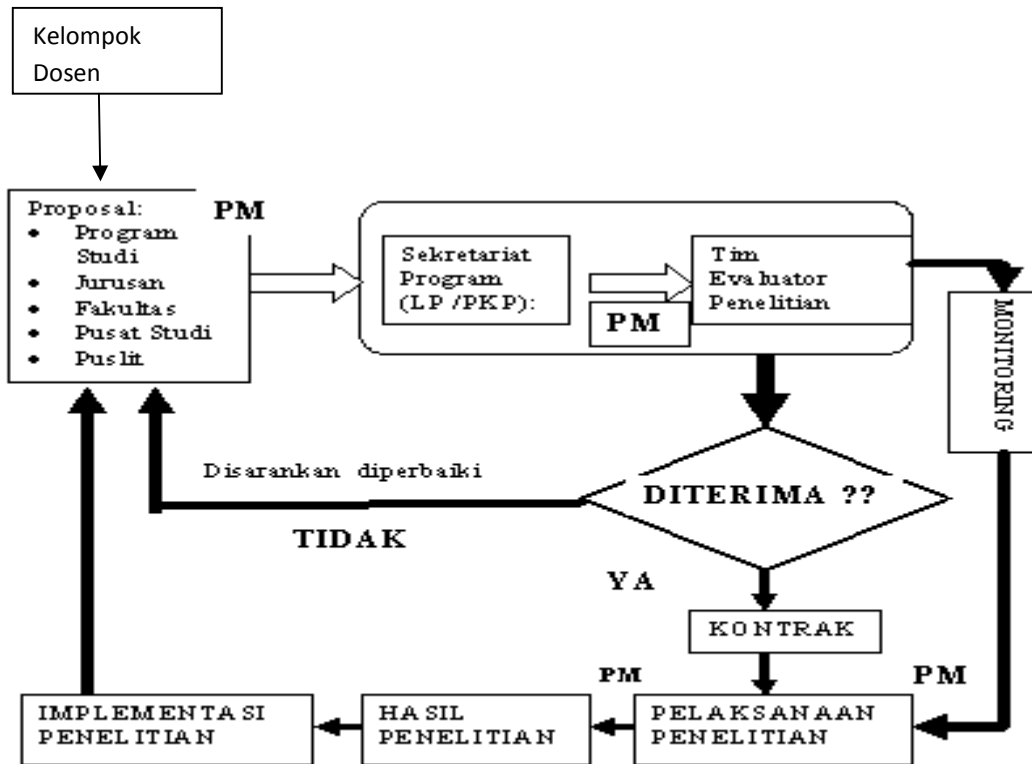 Kelompok
Dosen
Proposal:
• Program
Studi
• Jurusan
• Fakultas
• Pusat Studi
• Puslit
PM
Sekretariat
Program
(LP /PKP):
PM
Tim
Evaluator
Penelitian
MONITORING
Disarankan diperbaiki
TIDAK
DITERIMA ??
YA
KONTRAK
PM
PM
IMPLEMENTASI
PENELITIAN
HASIL
PENELITIAN
PELAKSANAAN
PENELITIAN